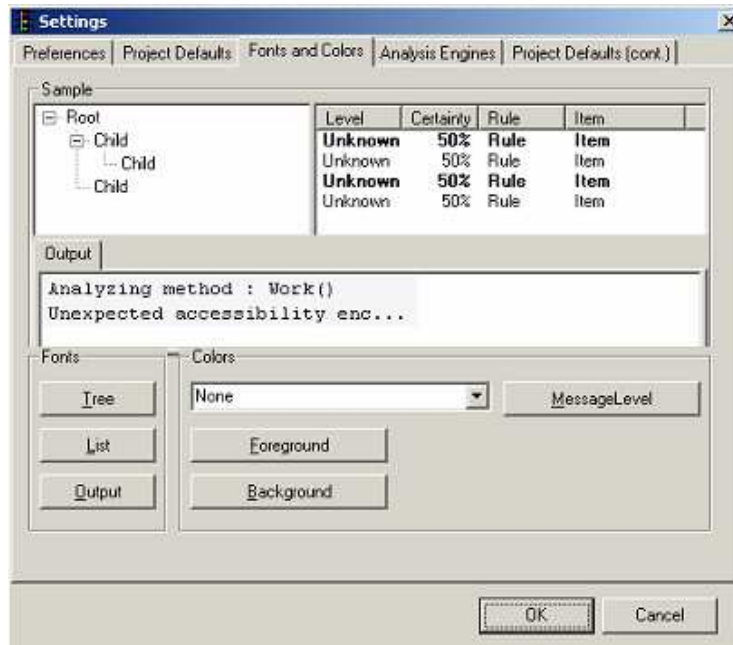 Settings
Preferences Project Defaults Fonts and Colors Analysis Engines Project Defaults (cont.)
Sample
Root
Child
Child
Child
Level Certainty Rule Item
Unknown 50% Rule Item
Unknown 50% Rule Item
Unknown 50% Rule Item
Unknown 50% Rule Item
Output
Analyzing method : Work()
Unexpected accessibility enc...
Fonts
Tree
List
Output
Colors
None
MessageLevel
Foreground
Background
OK Cancel